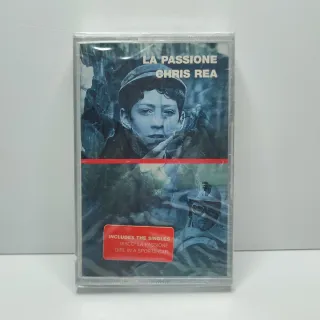 LA PASSIONE
CHRIS REA
INCLUDES THE SINGLES